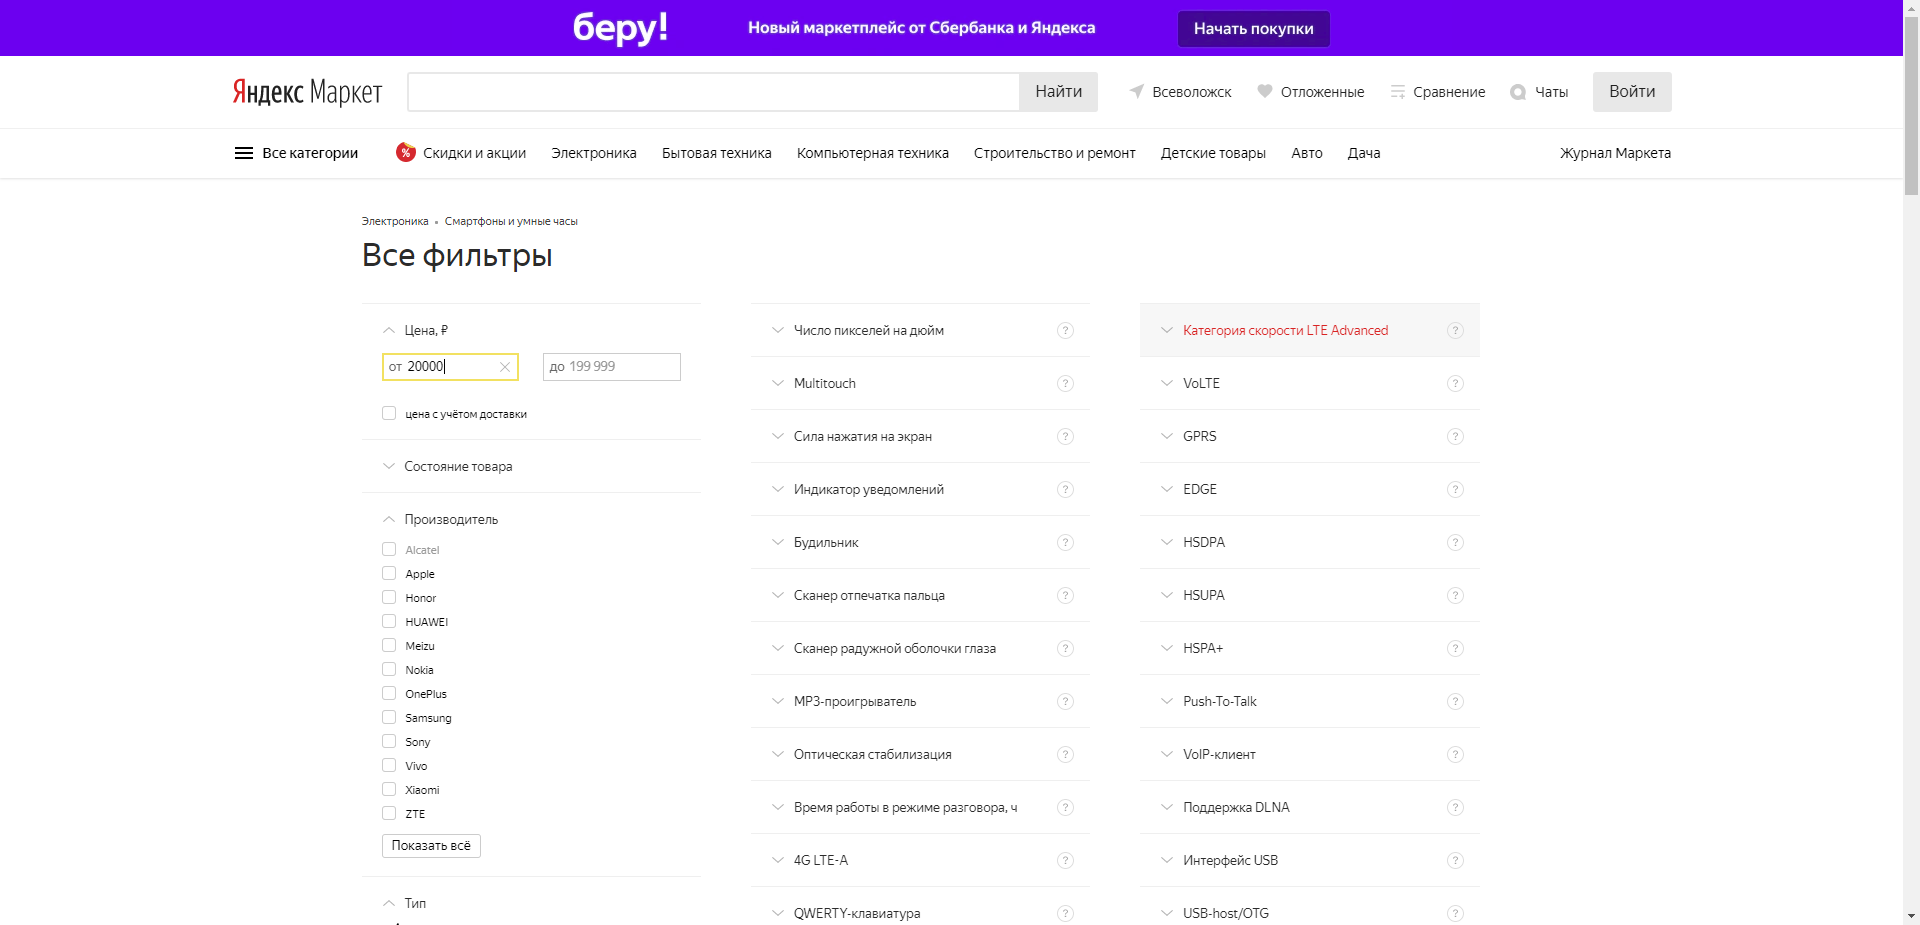 беру!
Новый маркетплейс от Сбербанка и Яндекса
Начать покупки
Яндекс Маркет
Найти
Всеволожск
Отложенные
Сравнение
Чаты
Войти
Все категории
%
Скидки и акции
Электроника
Бытовая техника
Компьютерная техника
Строительство и ремонт
Детские товары
Авто
Дача
Журнал Маркета
Электроника • Смартфоны и умные часы
Все фильтры
Цена, ₽
от 20000
до 199 999
цена с учётом доставки
Состояние товара
Производитель
Alcatel
Apple
Honor
HUAWEI
Meizu
Nokia
OnePlus
Samsung
Sony
Vivo
Xiaomi
ZTE
Показать всё
Тип
Число пикселей на дюйм ?
Multitouch ?
Сила нажатия на экран ?
Индикатор уведомлений ?
Будильник ?
Сканер отпечатка пальца ?
Сканер радужной оболочки глаза ?
MP3-проигрыватель ?
Оптическая стабилизация ?
Время работы в режиме разговора, ч ?
4G LTE-A ?
QWERTY-клавиатура ?
Категория скорости LTE Advanced ?
VoLTE ?
GPRS ?
EDGE ?
HSDPA ?
HSUPA ?
HSPA+ ?
Push-To-Talk ?
VoIP-клиент ?
Поддержка DLNA ?
Интерфейс USB ?
USB-host/OTG ?